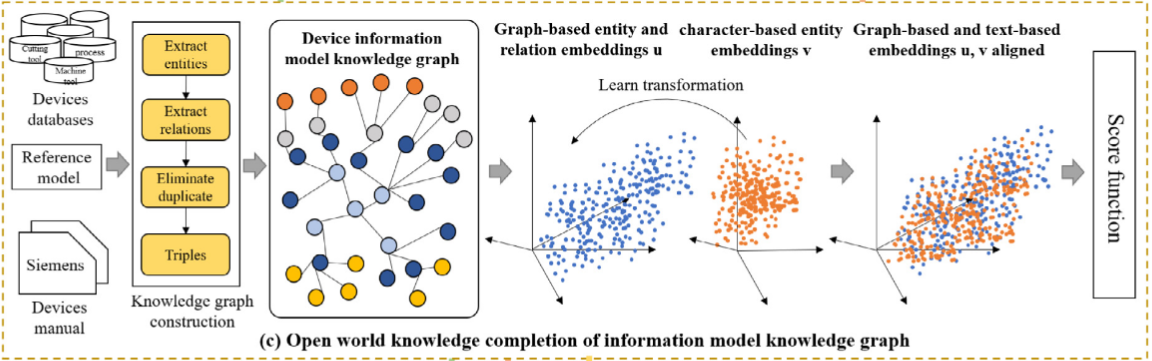 Cutting
tool
process
Machine
tool
Devices
databases
Reference
model
Siemens
Devices
manual
Extract
entities
Extract
relations
Eliminate
duplicate
Triples
Knowledge graph
construction
Device information
model knowledge graph
Graph-based entity and
relation embeddings u
character-based entity
embeddings v
Learn transformation
Graph-based and text-based
embeddings u, v aligned
Score function
(c) Open world knowledge completion of information model knowledge graph